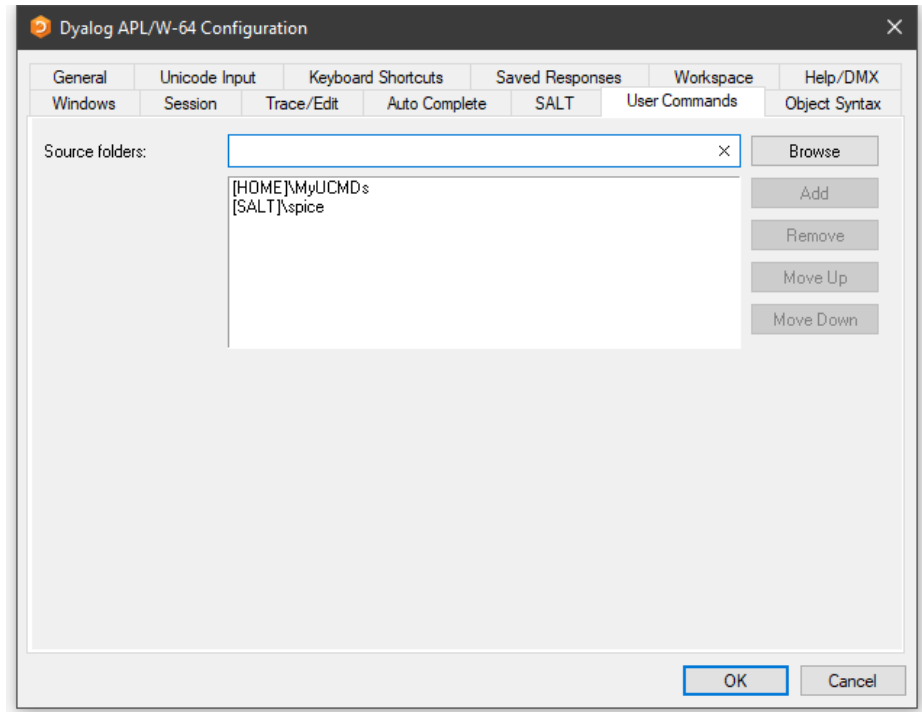 Dyalog APL/W-64 Configuration
General Unicode Input Keyboard Shortcuts Saved Responses Workspace Help/DMX
Windows Session Trace/Edit Auto Complete SALT User Commands Object Syntax
Source folders: Browse
[HOME]\MyUCMDs
[SALT]\spice
Add
Remove
Move Up
Move Down
OK Cancel